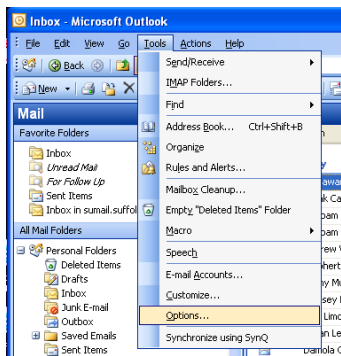 Inbox - Microsoft Outlook
File Edit View Go Tools Actions Help
Back
New
Mail
Favorite Folders
Inbox
Unread Mail
For Follow Up
Sent Items
Inbox in sumail.suffol
All Mail Folders
Personal Folders
Deleted Items
Drafts
Inbox
Junk E-mail
Outbox
Saved Emails
Sent Items
Send/Receive
IMAP Folders...
Find
Address Book... Ctrl+Shift+B
Organize
Rules and Alerts...
Mailbox Cleanup...
Empty "Deleted Items" Folder
Macro
Speech
E-mail Accounts...
Customize...
Options...
Synchronize using SynQ